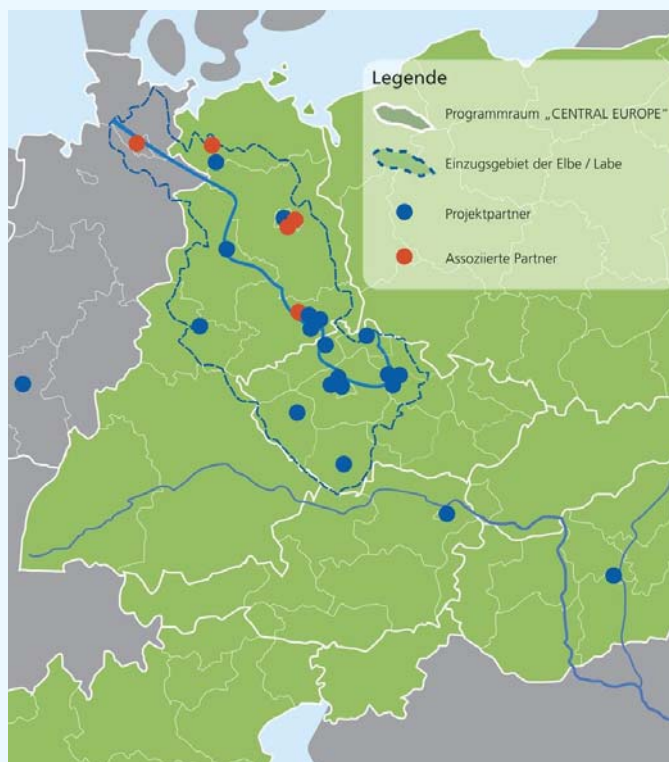 Legende
Programmraum „CENTRAL EUROPE"
Einzugsgebiet der Elbe / Labe
Projektpartner
Assoziierte Partner